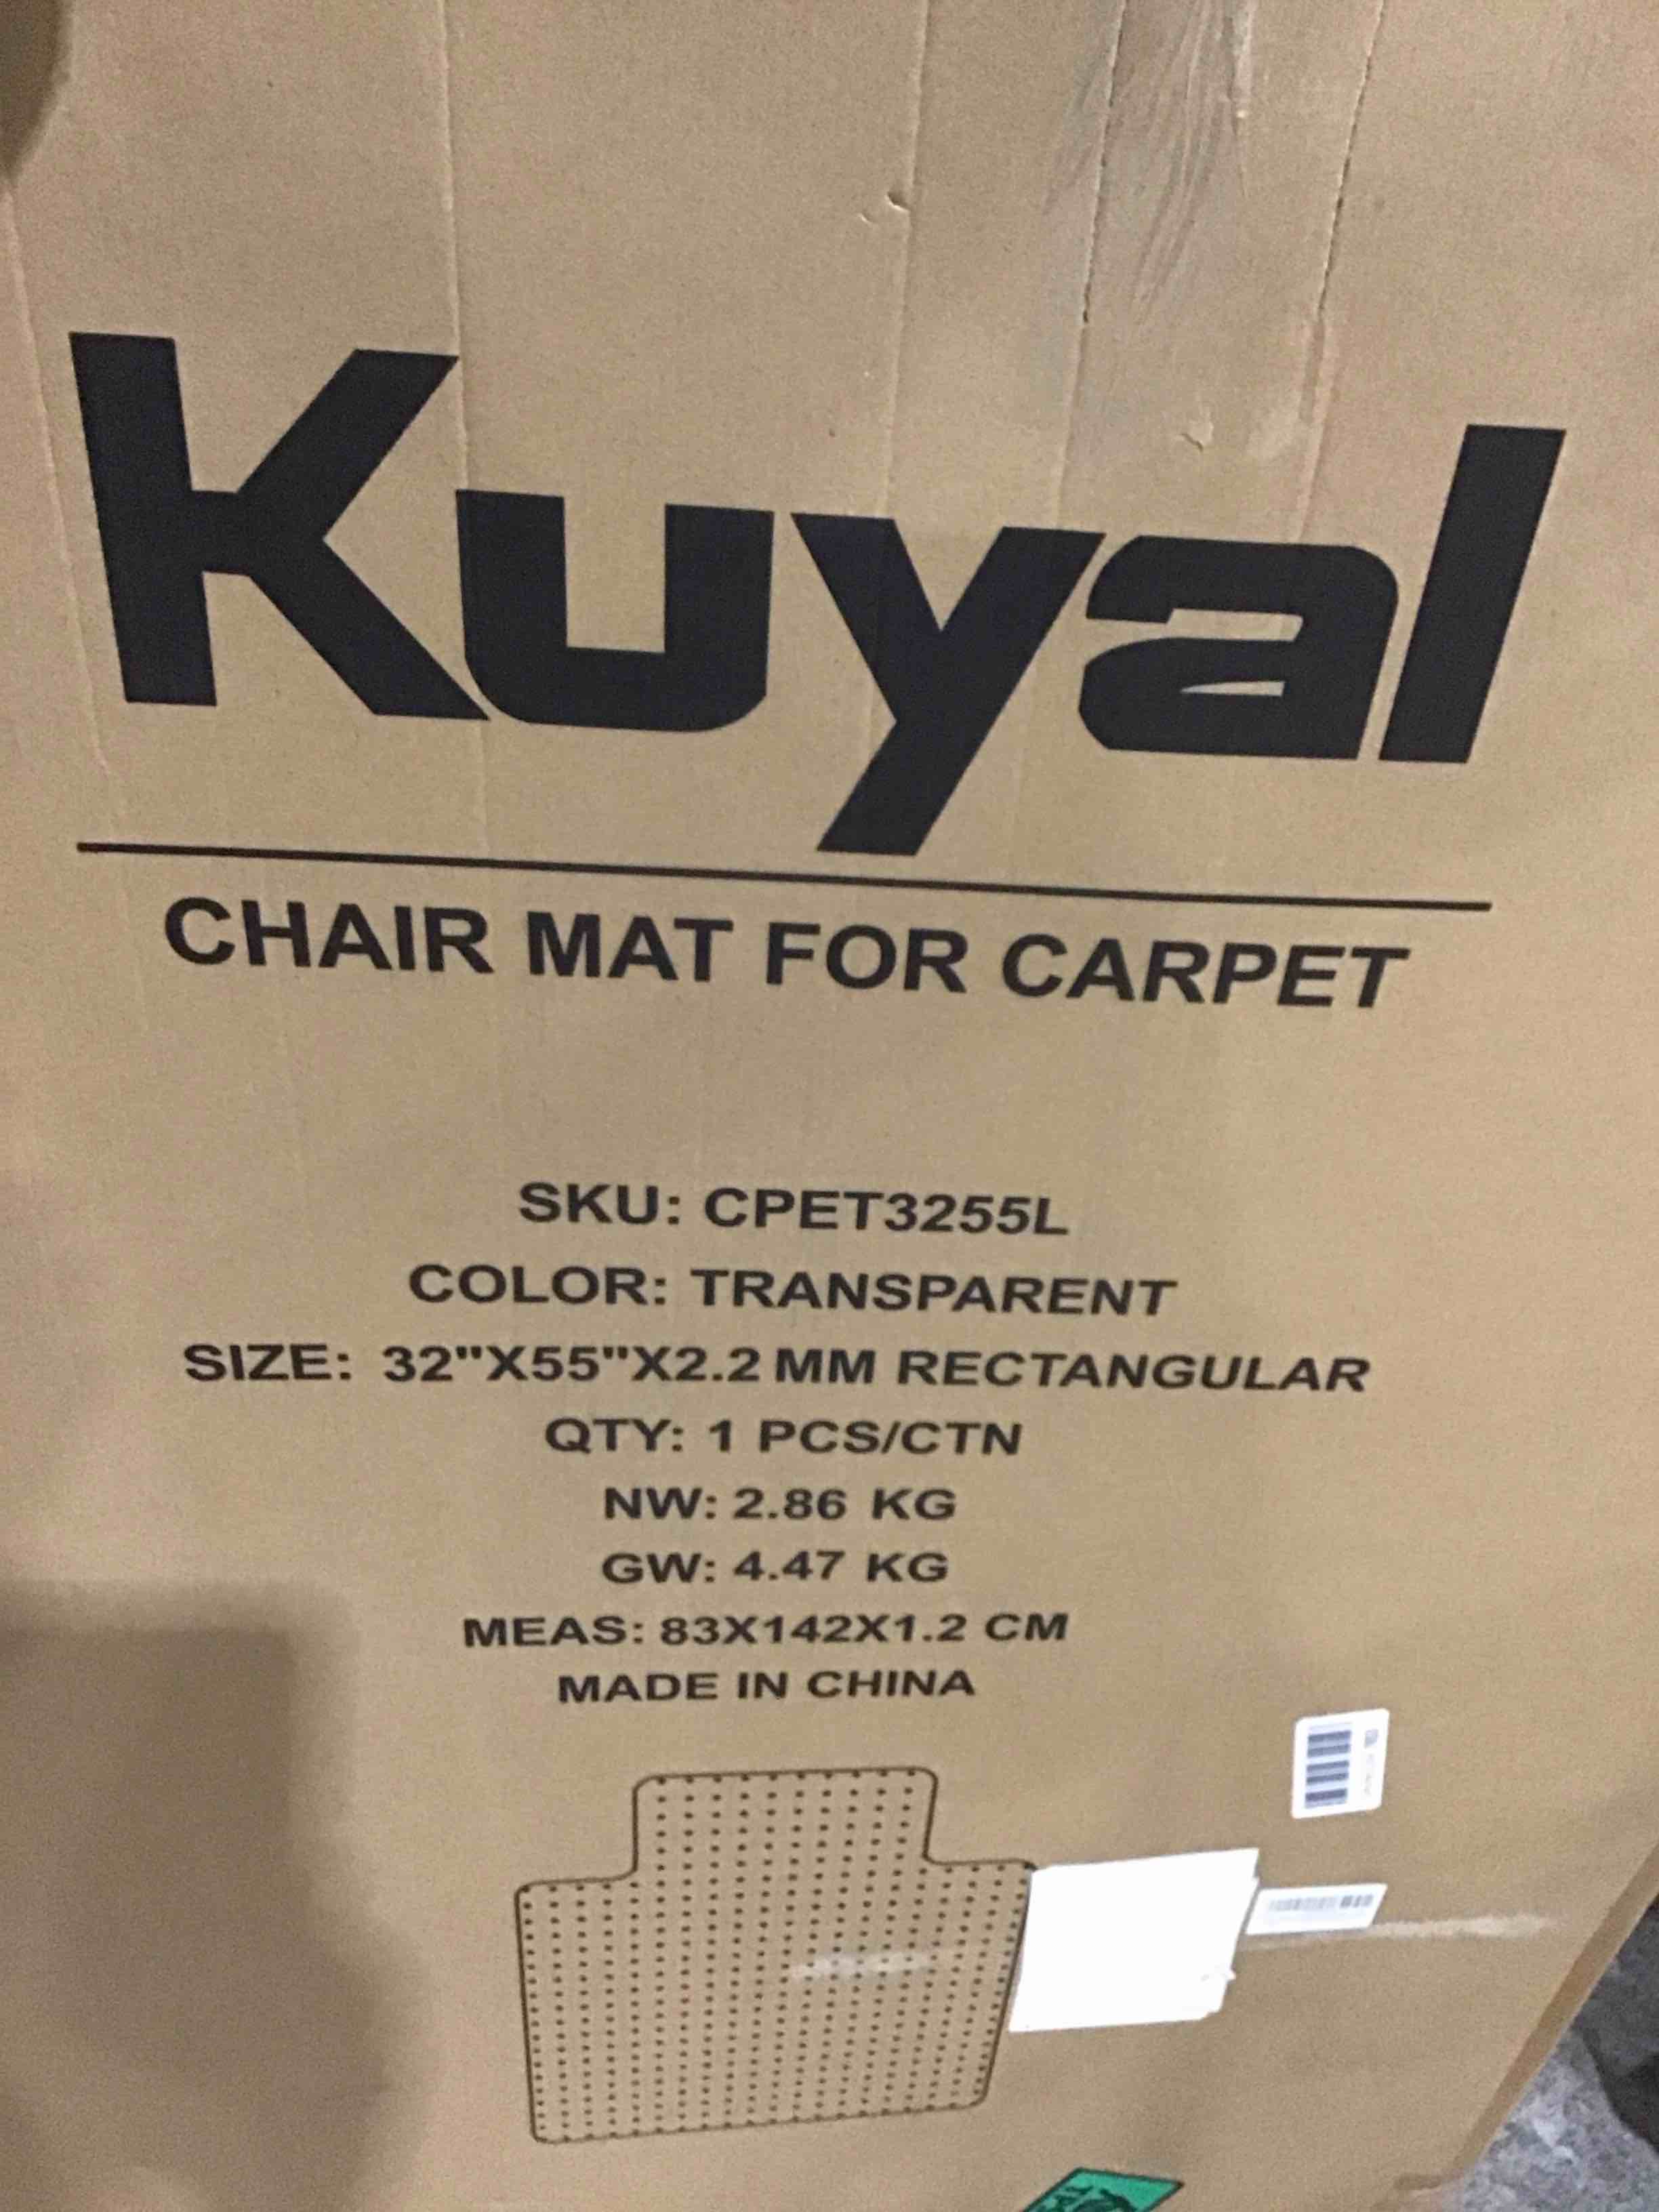 Kuyal
CHAIR MAT FOR CARPET
SKU: CPET3255L
COLOR: TRANSPARENT
SIZE: 32"X55"X2.2 MM RECTANGULAR
QTY: 1 PCS/CTN
NW: 2.86 KG
GW: 4.47 KG
MEAS: 83X142X1.2 CM
MADE IN CHINA